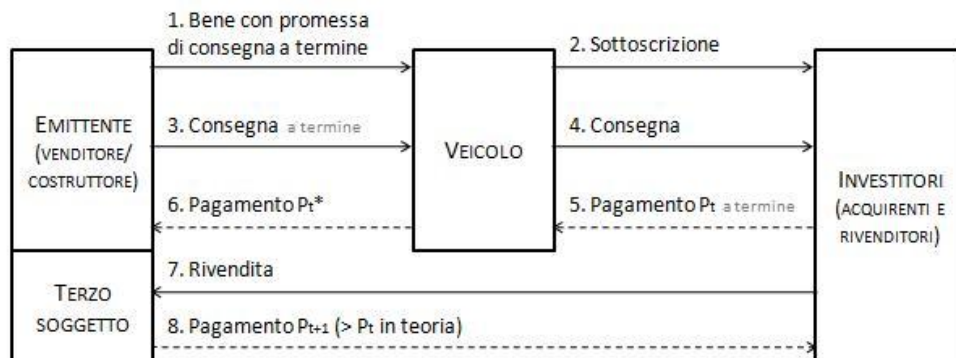 1. Bene con promessa
di consegna a termine
2. Sottoscrizione
EMITTENTE
(VENDITORE/
COSTRUTTORE)
3. Consegna a termine
VEICOLO
4. Consegna
INVESTITORI
(ACQUIRENTI E
RIVENDITORI)
6. Pagamento Pt*
5. Pagamento Pt a termine
7. Rivendita
TERZO
SOGGETTO
8. Pagamento Pt+1 (> Pt in teoria)